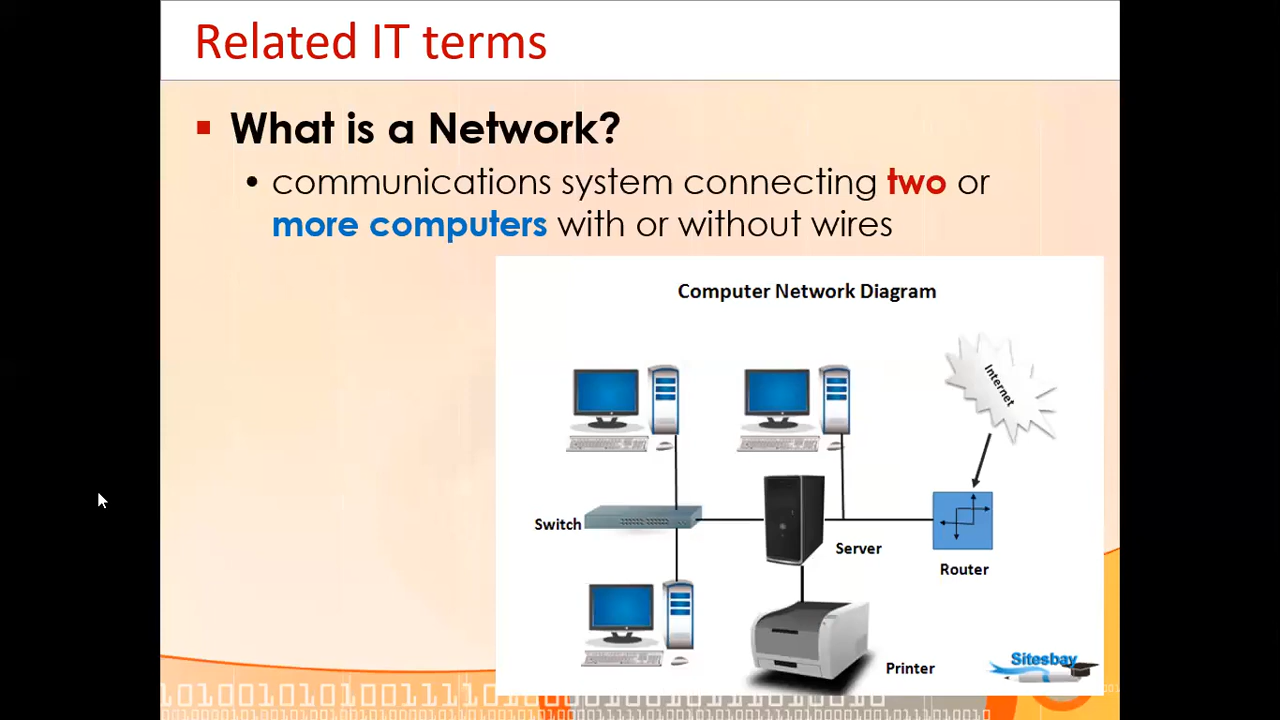 Related IT terms
What is a Network?
• communications system connecting two or
more computers with or without wires
Computer Network Diagram
Internet
Switch
Server
Router
Printer
Sitesbay